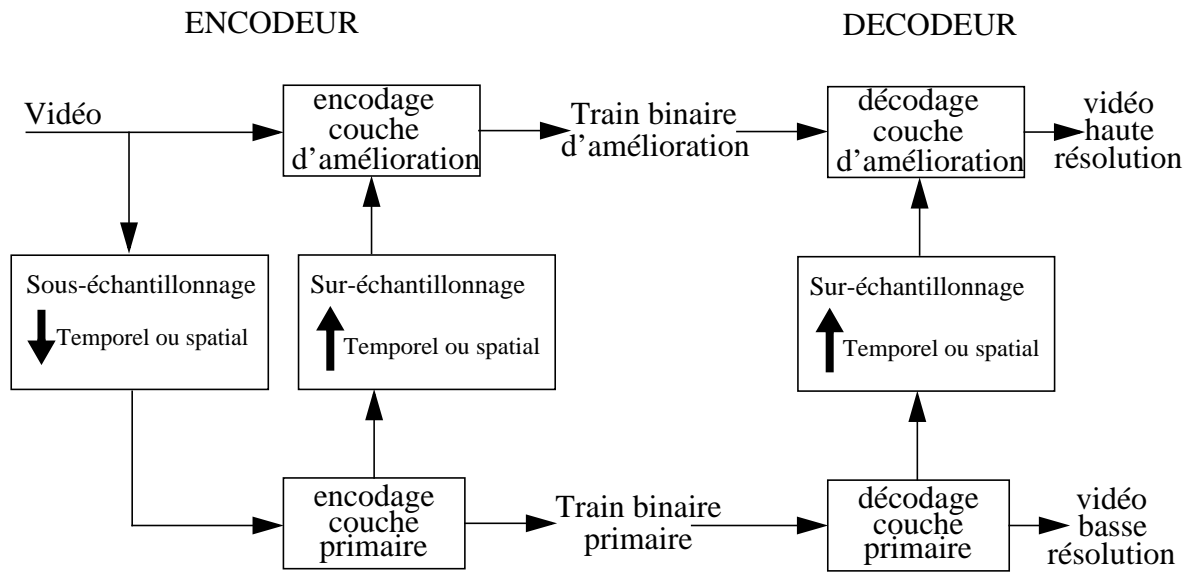 ENCODEUR
DECODEUR
Vidéo
encodage
couche
d'amélioration
Train binaire
d'amélioration
décodage
couche
d'amélioration
vidéo
haute
résolution
Sous-échantillonnage
Temporel ou spatial
Sur-échantillonnage
Temporel ou spatial
Sur-échantillonnage
Temporel ou spatial
encodage
couche
primaire
Train binaire
primaire
décodage
couche
primaire
vidéo
basse
résolution